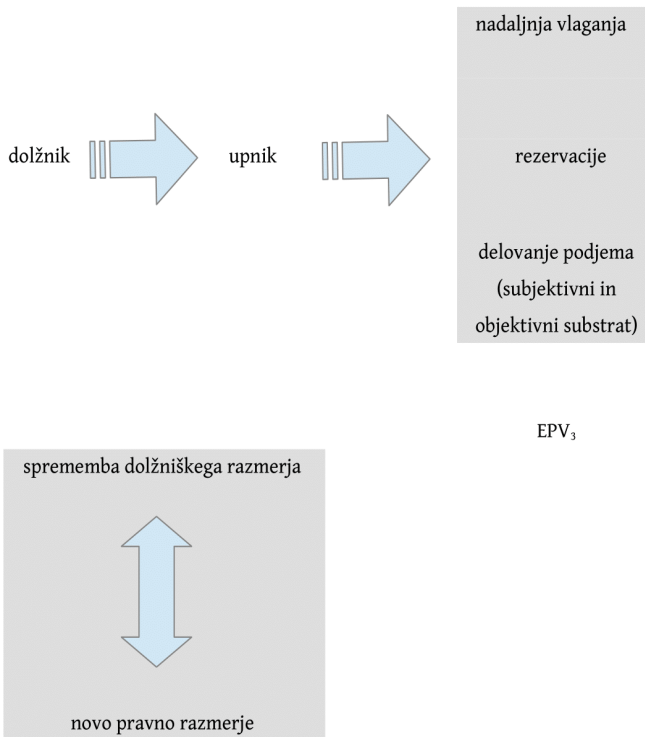 nadaljnja vlaganja
dolžnik
upnik
rezervacije
delovanje podjema
(subjektivni in
objektivni substrat)
EPV₃
sprememba dolžniškega razmerja
novo pravno razmerje